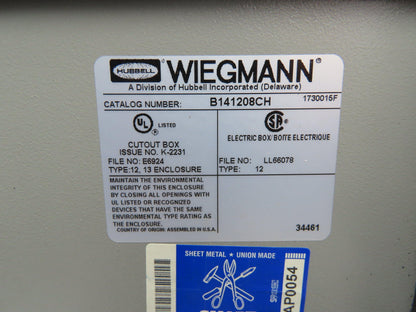 HUBBELL WIEGMANN®
A Division of Hubbell Incorporated (Delaware)
CATALOG NUMBER: B141208CH 1730015F
UL ® LISTED
CUTOUT BOX
ISSUE NO. K-2231
FILE NO: E6924
TYPE: 12, 13 ENCLOSURE
MAINTAIN THE ENVIRONMENTAL
INTEGRITY OF THIS ENCLOSURE
BY CLOSING ALL OPENINGS WITH
UL LISTED OR RECOGNIZED
DEVICES THAT HAVE THE SAME
ENVIRONMENTAL TYPE RATING AS
THE ENCLOSURE.
COUNTRY OF ORIGIN: ASSEMBLED IN U.S.A.
SA ®
ELECTRIC BOX/BOITE ELECTRIQUE
FILE NO: LL66078
TYPE: 12
34461
SHEET METAL ★ UNION MADE
AP0054